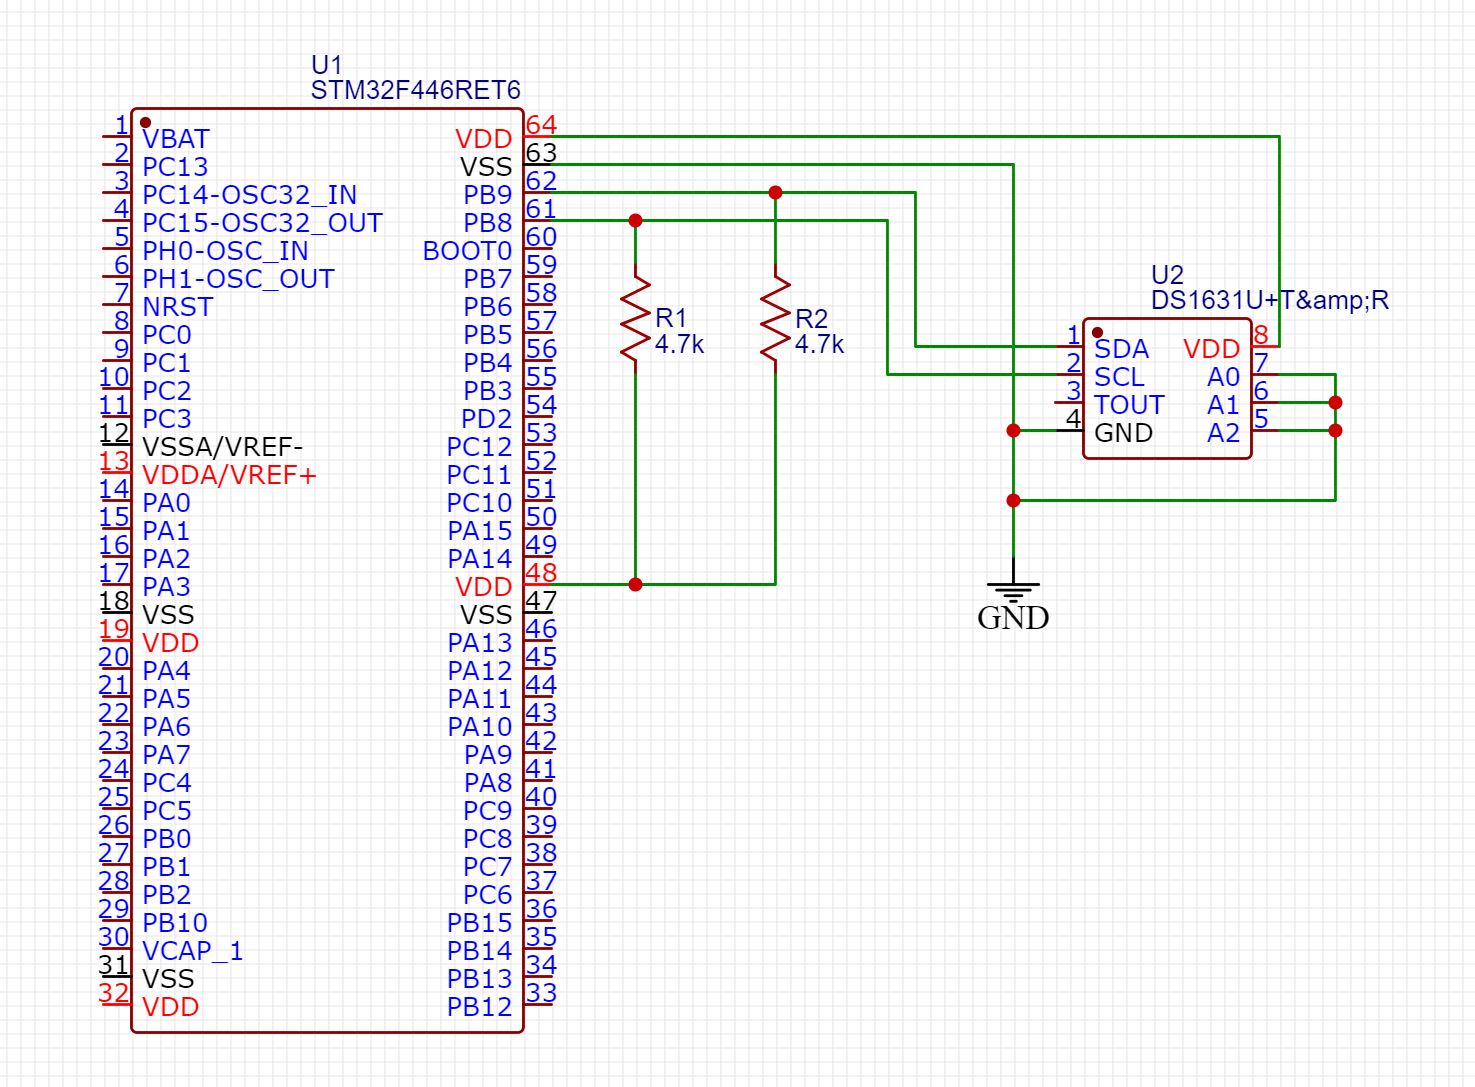 U1
STM32F446RET6
1 VBAT VDD 64
2 PC13 VSS 63
3 PC14-OSC32_IN PB9 62
4 PC15-OSC32_OUT PB8 61
5 PH0-OSC_IN BOOT0 60
6 PH1-OSC_OUT PB7 59
7 NRST PB6 58
8 PC0 PB5 57
9 PC1 PB4 56
10 PC2 PB3 55
11 PC3 PD2 54
12 VSSA/VREF- PC12 53
13 VDDA/VREF+ PC11 52
14 PA0 PC10 51
15 PA1 PA15 50
16 PA2 PA14 49
17 PA3 VDD 48
18 VSS VSS 47
19 VDD PA13 46
20 PA4 PA12 45
21 PA5 PA11 44
22 PA6 PA10 43
23 PA7 PA9 42
24 PC4 PA8 41
25 PC5 PC9 40
26 PB0 PC8 39
27 PB1 PC7 38
28 PB2 PC6 37
29 PB10 PB15 36
30 VCAP_1 PB14 35
31 VSS PB13 34
32 VDD PB12 33
R1
4.7k
R2
4.7k
U2
DS1631U+T&amp;R
1 SDA VDD 8
2 SCL A0 7
3 TOUT A1 6
4 GND A2 5
GND